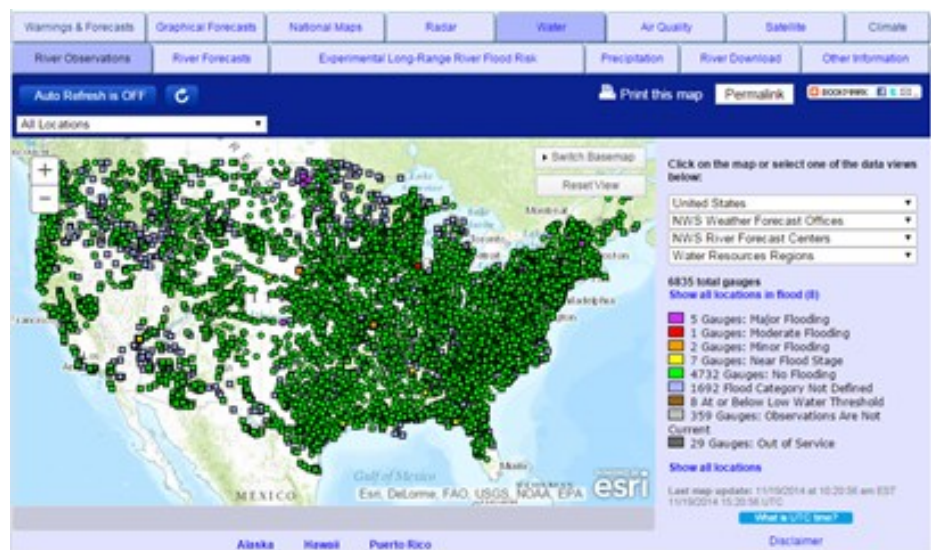 Warnings & Forecasts Graphical Forecasts National Maps Radar Water Air Quality Satellite Climate
River Observations River Forecasts Experimental Long-Range River Flood Risk Precipitation River Download Other Information
Auto Refresh is OFF Print this map Permalink BOOKMARK
All Locations
+
−
Switch Basemap
Reset View
Click on the map or select one of the data views
below:
United States
NWS Weather Forecast Offices
NWS River Forecast Centers
Water Resources Regions
6835 total gauges
Show all locations in flood (8)
5 Gauges: Major Flooding
1 Gauges: Moderate Flooding
2 Gauges: Minor Flooding
7 Gauges: Near Flood Stage
4732 Gauges: No Flooding
1692 Flood Category Not Defined
8 At or Below Low Water Threshold
359 Gauges: Observations Are Not
Current
29 Gauges: Out of Service
Show all locations
Last map update: 11/19/2014 at 10:20:56 am EST
11/19/2014 15:20:56 UTC
What is UTC time?
Disclaimer
Montreal
Gulf of Mexico
Miami
MEXICO
Esri, DeLorme, FAO, USGS, NOAA, EPA
esri
Alaska Hawaii Puerto Rico